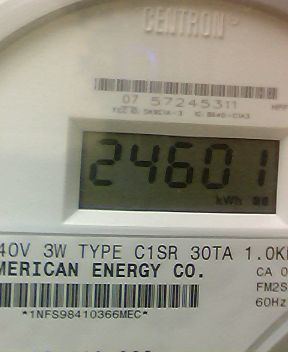 CENTRON
07 57245311
24601
kWh
40V 3W TYPE C1SR 30TA 1.0K
MERICAN ENERGY CO.
CA 0
FM2S
60Hz
*1NFS98410366MEC*